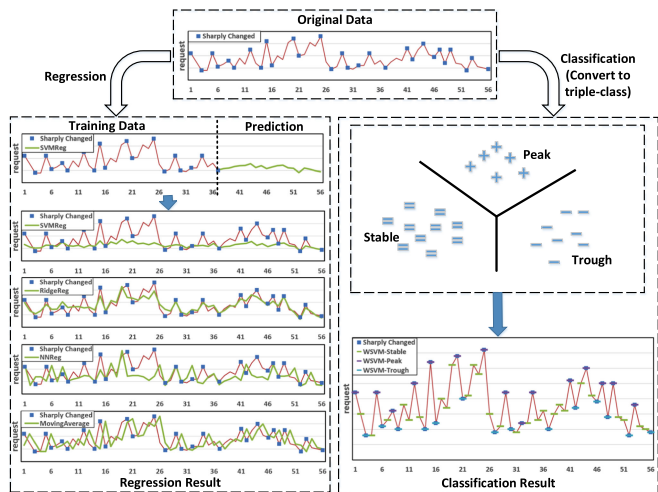 Original Data
Sharply Changed
request
1 6 11 16 21 26 31 36 41 46 51 56
Regression
Classification
(Convert to
triple-class)
Training Data
Prediction
Sharply Changed
SVMReg
request
1 6 11 16 21 26 31 36 41 46 51 56
Sharply Changed
SVMReg
request
1 6 11 16 21 26 31 36 41 46 51 56
Sharply Changed
RidgeReg
request
1 6 11 16 21 26 31 36 41 46 51 56
Sharply Changed
NNReg
request
1 6 11 16 21 26 31 36 41 46 51 56
Sharply Changed
MovingAverage
request
1 6 11 16 21 26 31 36 41 46 51 56
Regression Result
Peak
Stable
Trough
Sharply Changed
WSVM-Stable
WSVM-Peak
WSVM-Trough
request
1 6 11 16 21 26 31 36 41 46 51 56
Classification Result